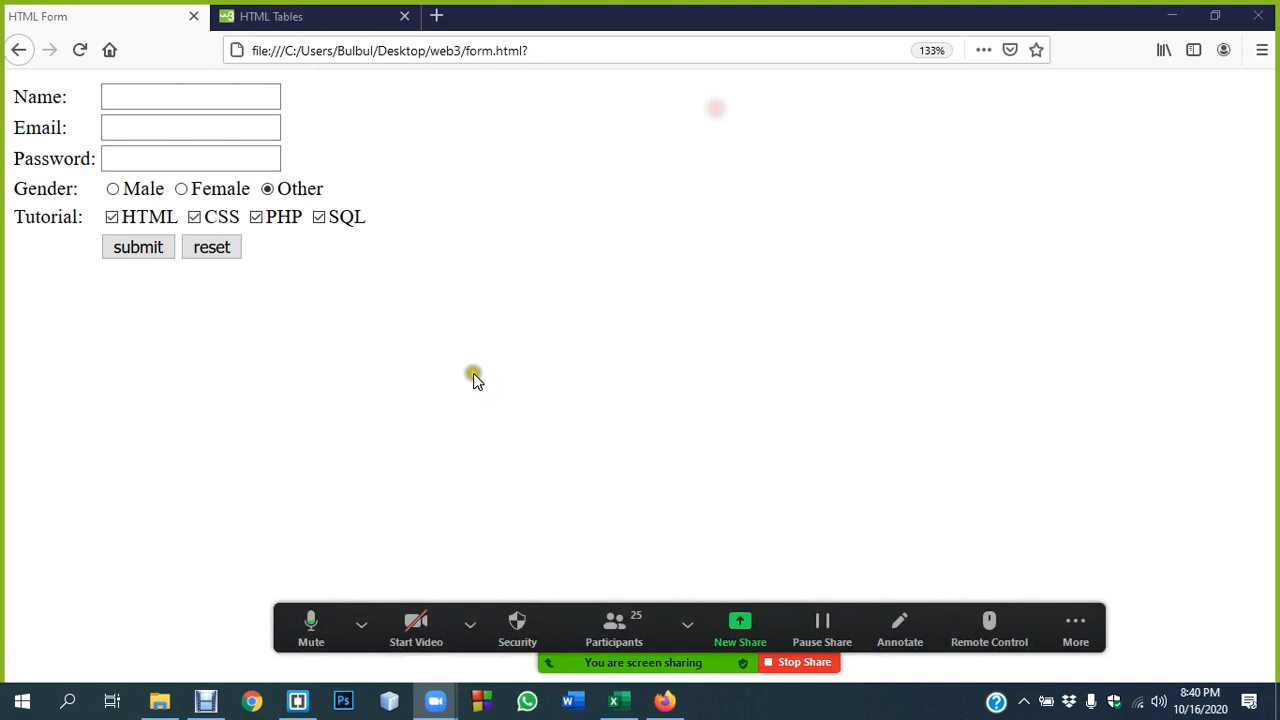 HTML Form
HTML Tables
file:///C:/Users/Bulbul/Desktop/web3/form.html?
133%
Name:
Email:
Password:
Gender: Male Female Other
Tutorial: HTML CSS PHP SQL
submit reset
25
Mute Start Video Security Participants New Share Pause Share Annotate Remote Control More
You are screen sharing Stop Share
8:40 PM
10/16/2020